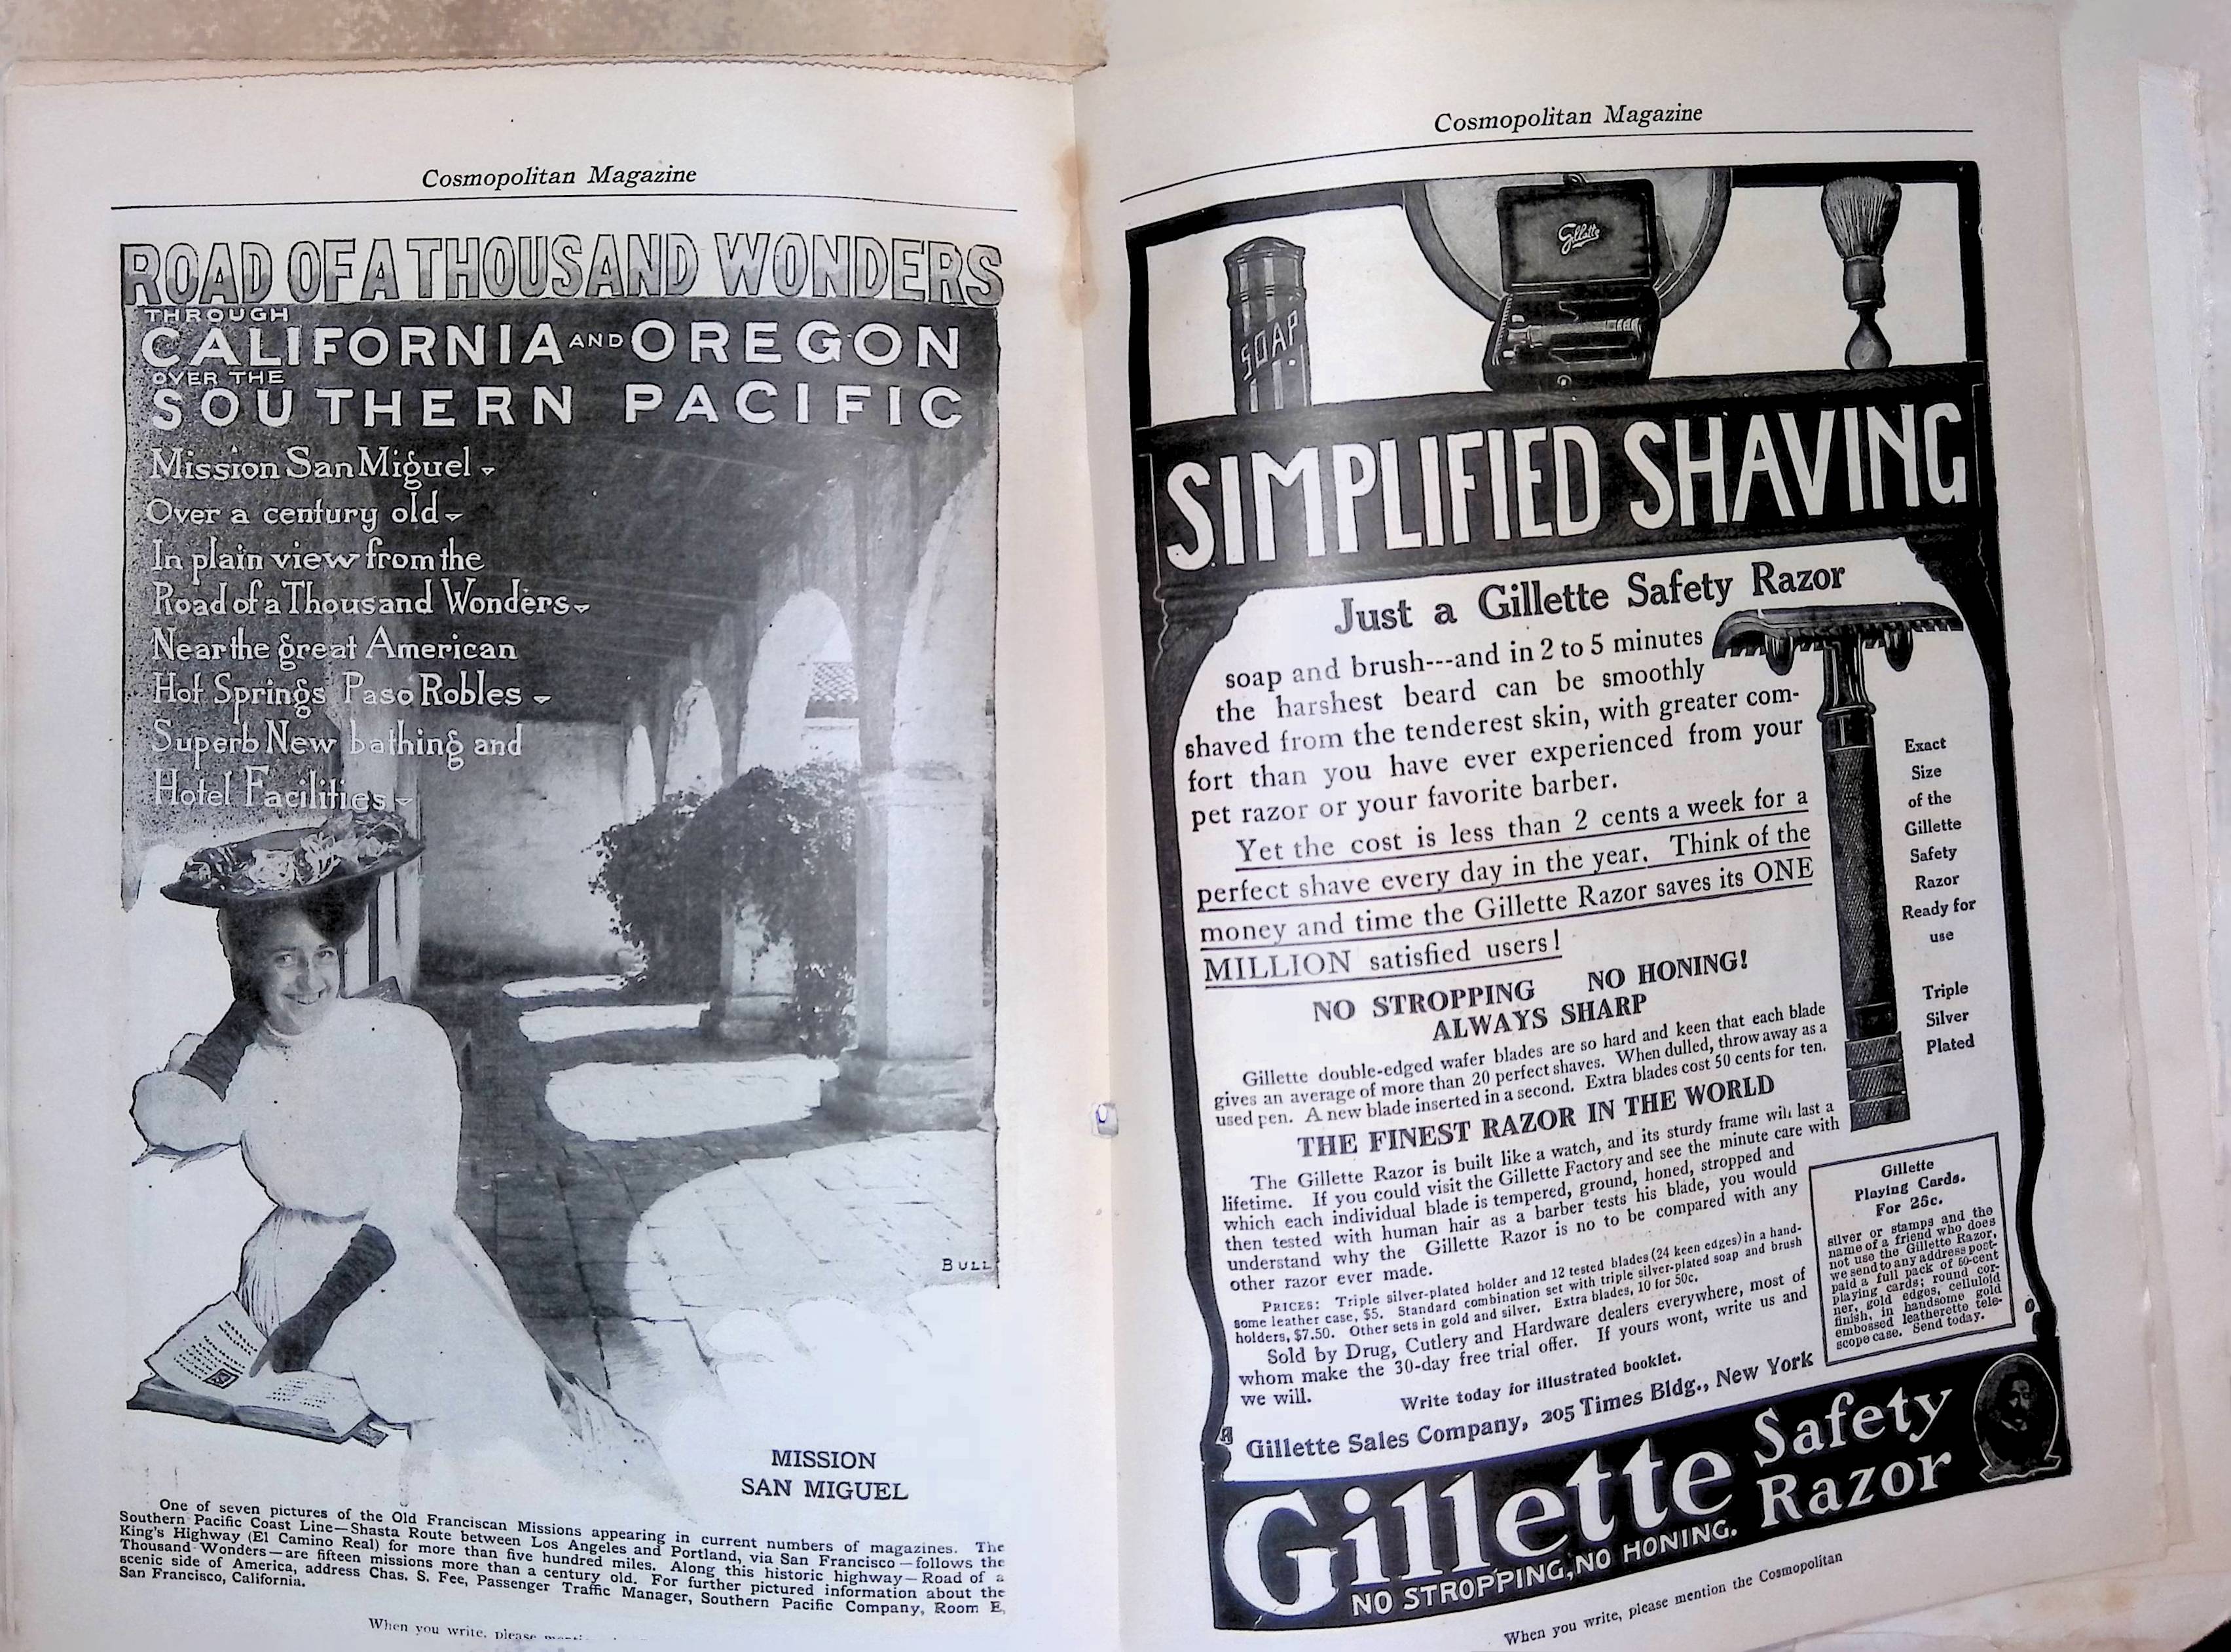 Cosmopolitan Magazine
ROAD OF A THOUSAND WONDERS
THROUGH
CALIFORNIA AND OREGON
OVER THE
SOUTHERN PACIFIC
Mission San Miguel
Over a century old
In plain view from the
Road of a Thousand Wonders
Near the great American
Hot Springs Paso Robles
Superb New bathing and
Hotel Facilities
BULL
MISSION
SAN MIGUEL
One of seven pictures of the Old Franciscan Missions appearing in current numbers of magazines. The
Southern Pacific Coast Line—Shasta Route between Los Angeles and Portland, via San Francisco—follows the
King's Highway (El Camino Real) for more than five hundred miles. Along this historic highway—Road of a
Thousand Wonders—are fifteen missions more than a century old. For further pictured information about the
scenic side of America, address Chas. S. Fee, Passenger Traffic Manager, Southern Pacific Company, Room E,
San Francisco, California.
When you write, please
Cosmopolitan Magazine
Gillette
SOAP
SIMPLIFIED SHAVING
Just a Gillette Safety Razor
soap and brush---and in 2 to 5 minutes
the harshest beard can be smoothly
shaved from the tenderest skin, with greater com-
fort than you have ever experienced from your
pet razor or your favorite barber.
Yet the cost is less than 2 cents a week for a
perfect shave every day in the year. Think of the
money and time the Gillette Razor saves its ONE
MILLION satisfied users!
NO STROPPING NO HONING!
ALWAYS SHARP
Gillette double-edged wafer blades are so hard and keen that each blade
gives an average of more than 20 perfect shaves. When dulled, throw away as a
used pen. A new blade inserted in a second. Extra blades cost 50 cents for ten.
THE FINEST RAZOR IN THE WORLD
The Gillette Razor is built like a watch, and its sturdy frame will last a
lifetime. If you could visit the Gillette Factory and see the minute care with
which each individual blade is tempered, ground, honed, stropped and
then tested with human hair as a barber tests his blade, you would
understand why the Gillette Razor is no to be compared with any
other razor ever made.
PRICES: Triple silver-plated holder and 12 tested blades (24 keen edges) in a hand-
some leather case, $5. Standard combination set with triple silver-plated soap and brush
holders, $7.50. Other sets in gold and silver. Extra blades, 10 for 50c.
Sold by Drug, Cutlery and Hardware dealers everywhere, most of
whom make the 30-day free trial offer. If yours wont, write us and
we will. Write today for illustrated booklet.
Gillette Sales Company, 205 Times Bldg., New York
Exact
Size
of the
Gillette
Safety
Razor
Ready for
use
Triple
Silver
Plated
Gillette
Playing Cards.
For 25c.
silver or stamps and the
name of a friend who does
not use the Gillette Razor,
we send to any address post-
paid a full pack of 50-cent
playing cards; round cor-
ner, gold edges, celluloid
finish, in handsome gold
embossed leatherette tele-
scope case. Send today.
Gillette Safety
Razor
NO STROPPING, NO HONING.
When you write, please mention the Cosmopolitan